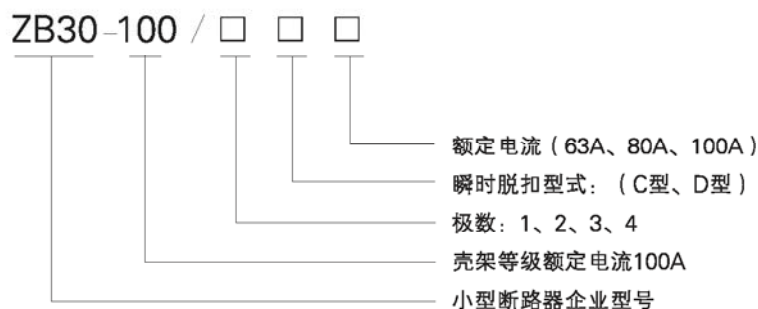 ZB30-100/□ □ □
额定电流（63A、80A、100A）
瞬时脱扣型式：（C型、D型）
极数：1、2、3、4
壳架等级额定电流100A
小型断路器企业型号